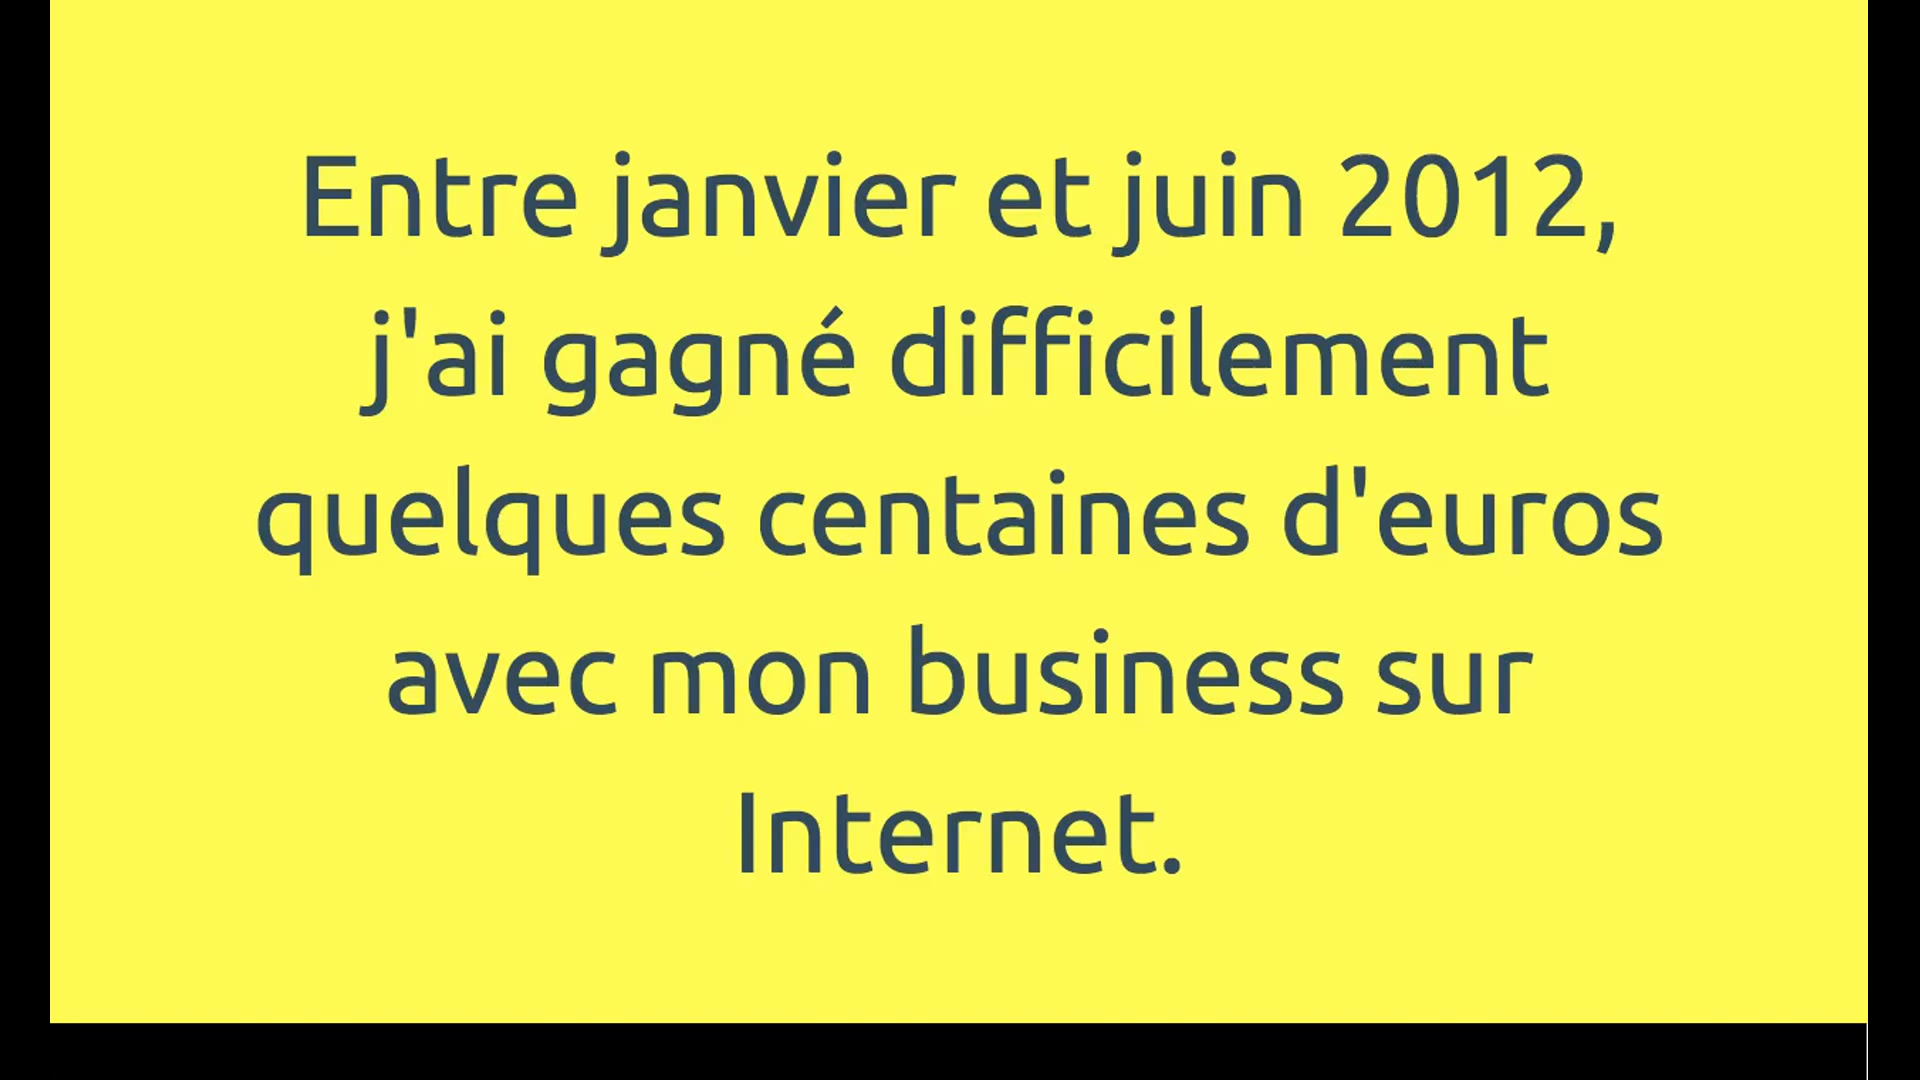 Entre janvier et juin 2012,
j'ai gagné difficilement
quelques centaines d'euros
avec mon business sur
Internet.